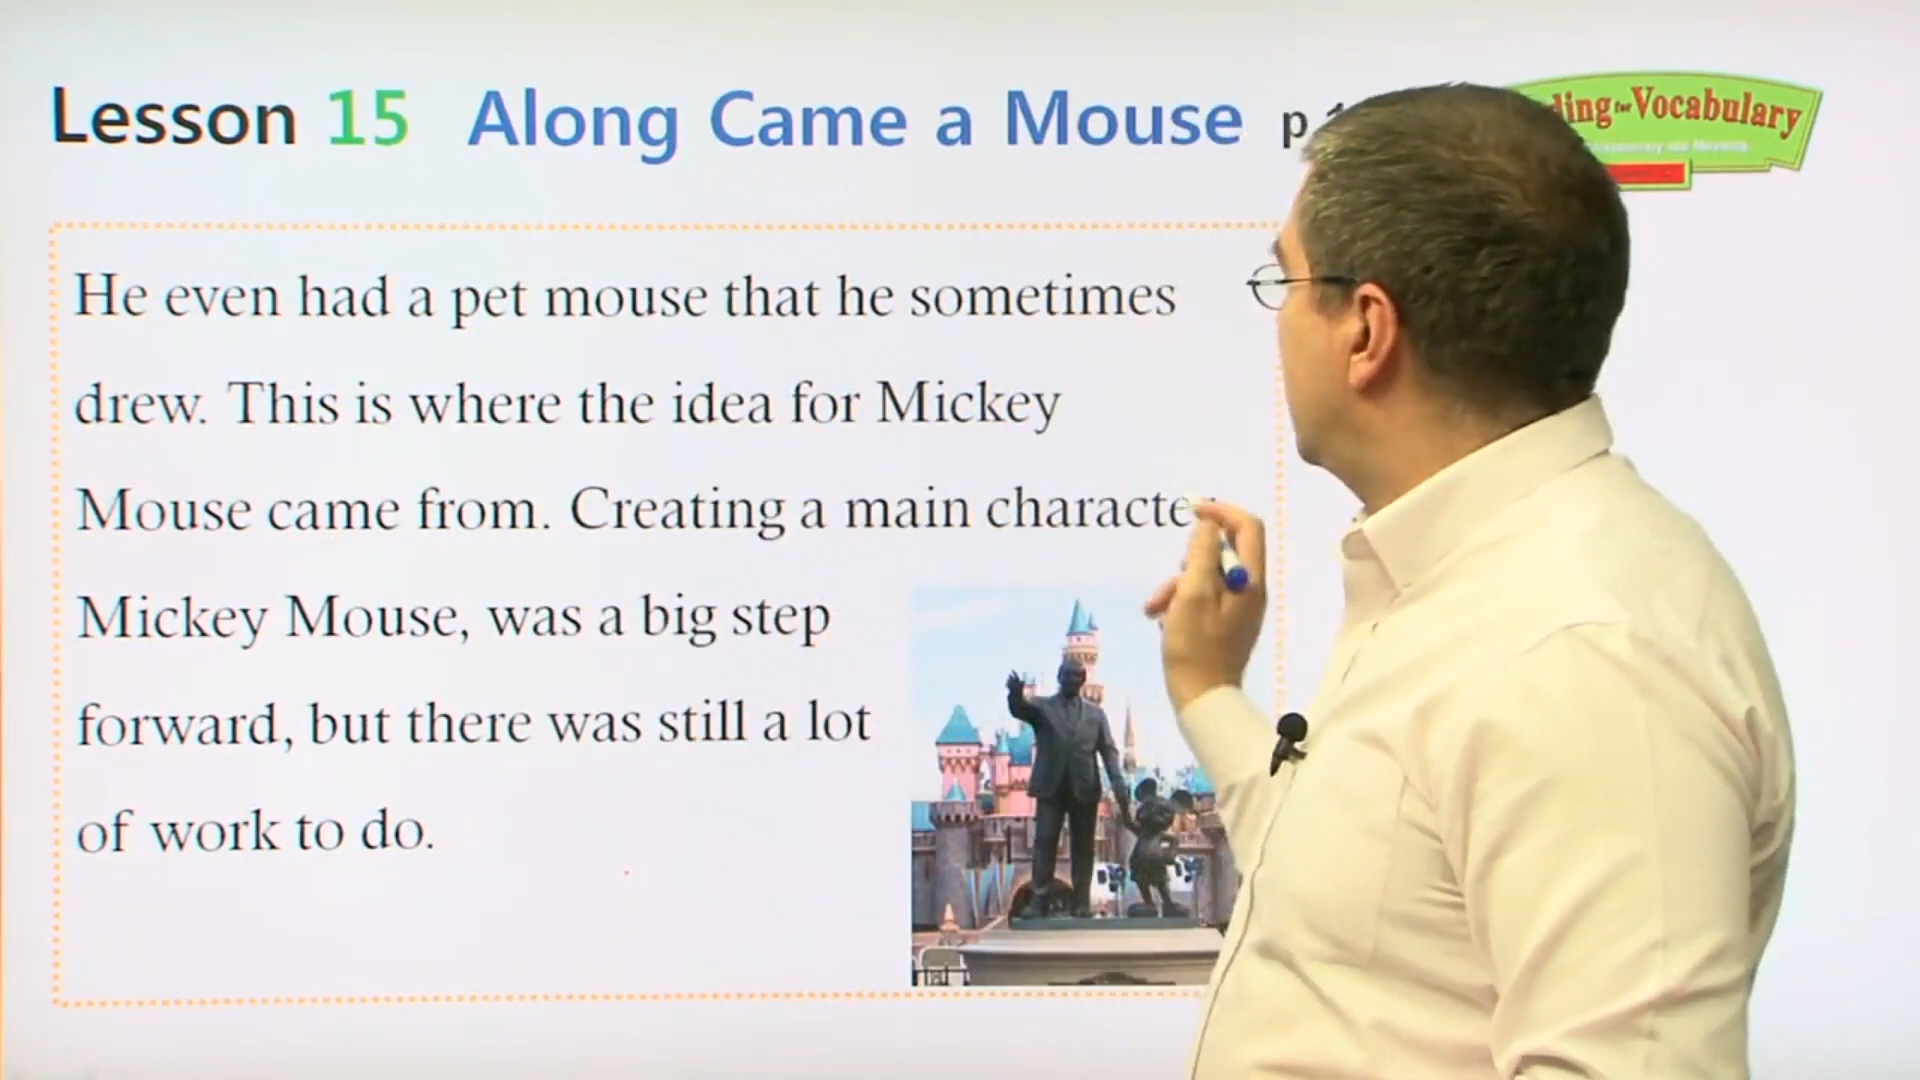 Lesson 15 Along Came a Mouse
Vocabulary
He even had a pet mouse that he sometimes
drew. This is where the idea for Mickey
Mouse came from. Creating a main character
Mickey Mouse, was a big step
forward, but there was still a lot
of work to do.